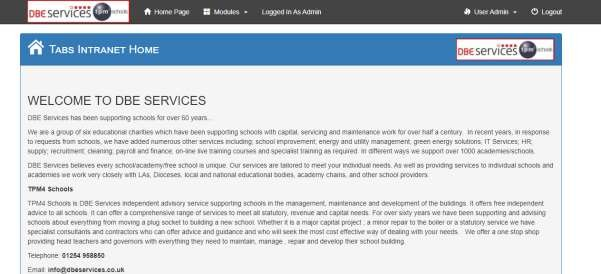 DBE services tpm schools Home Page Modules Logged In As Admin User Admin Logout
TABS INTRANET HOME DBE services tpm schools
WELCOME TO DBE SERVICES
DBE Services has been supporting schools for over 60 years...
We are a group of six educational charities which have been supporting schools with capital, servicing and maintenance work for over half a century. In recent years, in response
to requests from schools, we have added numerous other services including; school improvement; energy and utility management; green energy solutions; IT Services; HR;
supply; recruitment; cleaning; payroll and finance; on-line training courses and specialist training as required. In different ways we support over 1000 academies/schools.
DBE Services believes every school/academy/free school is unique. Our services are tailored to meet your individual needs. As well as providing services to individual schools and
academies we work very closely with LAs, Dioceses, local and national educational bodies, academy chains, and other school providers.
TPM4 Schools
TPM4 Schools is DBE Services independent advisory service supporting schools in the management, maintenance and development of the buildings. It offers free independent
advice to all schools. It can offer a comprehensive range of services to meet all statutory, revenue and capital needs. For over sixty years we have been supporting and advising
schools about everything from moving a plug socket to building a new school. Whether it is a major capital project ; a minor repair to the boiler or a statutory service we have
specialist consultants and contractors who can offer advice and guidance and who will seek the most cost effective way of dealing with your needs. We offer a one stop shop
providing head teachers and governors with everything they need to maintain, manage , repair and develop their school building.
Telephone: 01254 958850
Email: info@dbeservices.co.uk